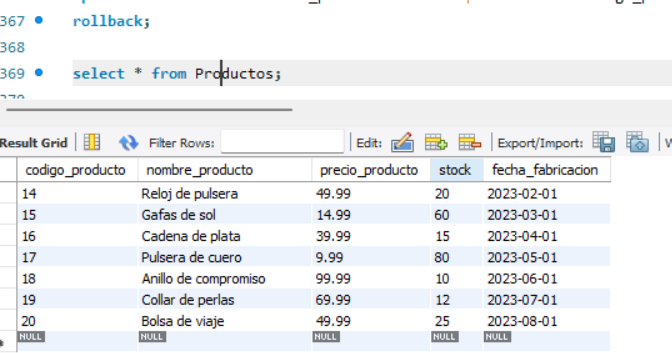 367 rollback;
368
369 select * from Productos;
Result Grid Filter Rows: Edit: Export/Import:
codigo_producto nombre_producto precio_producto stock fecha_fabricacion
14 Reloj de pulsera 49.99 20 2023-02-01
15 Gafas de sol 14.99 60 2023-03-01
16 Cadena de plata 39.99 15 2023-04-01
17 Pulsera de cuero 9.99 80 2023-05-01
18 Anillo de compromiso 99.99 10 2023-06-01
19 Collar de perlas 69.99 12 2023-07-01
20 Bolsa de viaje 49.99 25 2023-08-01
NULL NULL NULL NULL NULL